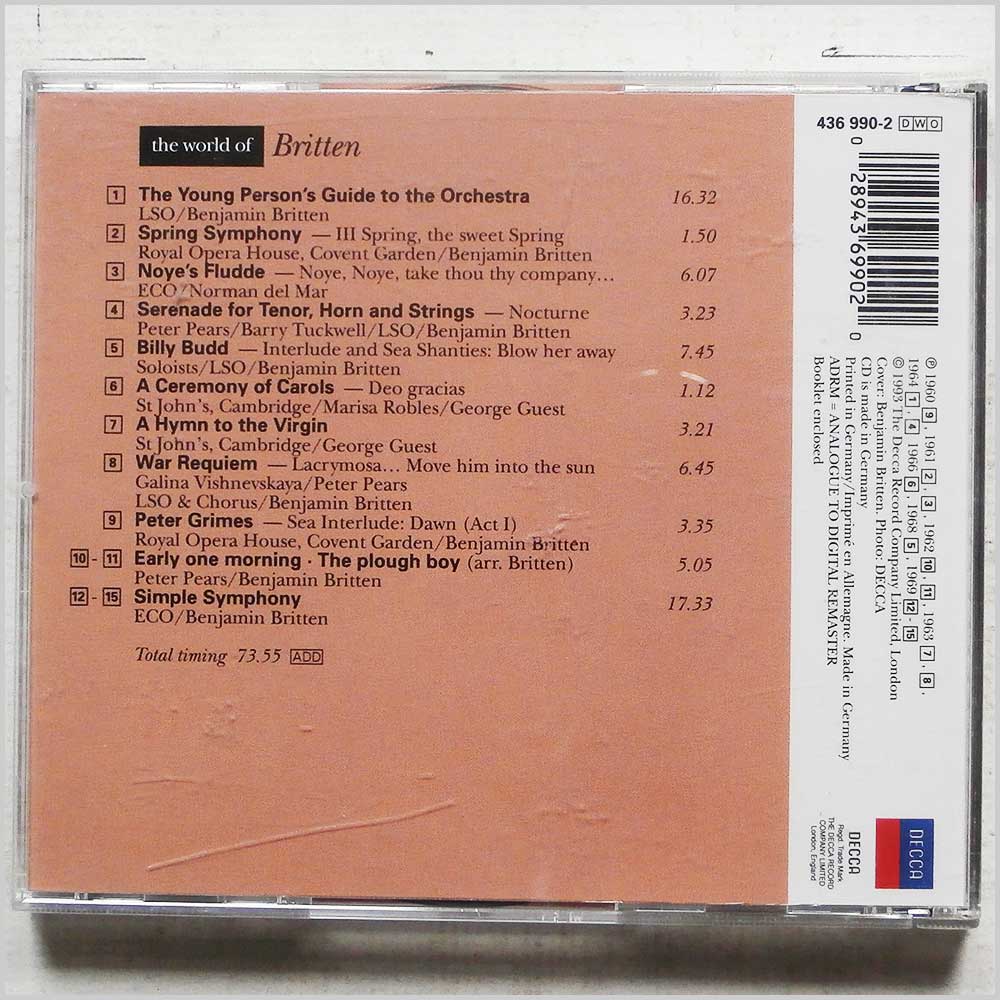 the world of Britten
1 The Young Person's Guide to the Orchestra 16.32
LSO/Benjamin Britten
2 Spring Symphony — III Spring, the sweet Spring 1.50
Royal Opera House, Covent Garden/Benjamin Britten
3 Noye's Fludde — Noye, Noye, take thou thy company... 6.07
ECO/Norman del Mar
4 Serenade for Tenor, Horn and Strings — Nocturne 3.23
Peter Pears/Barry Tuckwell/LSO/Benjamin Britten
5 Billy Budd — Interlude and Sea Shanties: Blow her away 7.45
Soloists/LSO/Benjamin Britten
6 A Ceremony of Carols — Deo gracias 1.12
St John's, Cambridge/Marisa Robles/George Guest
7 A Hymn to the Virgin 3.21
St John's, Cambridge/George Guest
8 War Requiem — Lacrymosa... Move him into the sun 6.45
Galina Vishnevskaya/Peter Pears
LSO & Chorus/Benjamin Britten
9 Peter Grimes — Sea Interlude: Dawn (Act I) 3.35
Royal Opera House, Covent Garden/Benjamin Britten
10 - 11 Early one morning · The plough boy (arr. Britten) 5.05
Peter Pears/Benjamin Britten
12 - 15 Simple Symphony 17.33
ECO/Benjamin Britten
Total timing 73.55 ADD
436 990-2 DWO
0 28943 69902 0
℗ 1960 9, 1961 2, 3, 1962 10, 11, 1963 7, 8,
1964 1, 4, 1966 6, 1968 5, 1969 12 - 15
© 1993 The Decca Record Company Limited, London
Cover: Benjamin Britten. Photo: DECCA
CD is made in Germany
Printed in Germany/Imprimé en Allemagne. Made in Germany
ADRM = ANALOGUE TO DIGITAL REMASTER
Booklet enclosed
DECCA
DECCA
Regd. Trade Mark
THE DECCA RECORD
COMPANY LIMITED
London, England